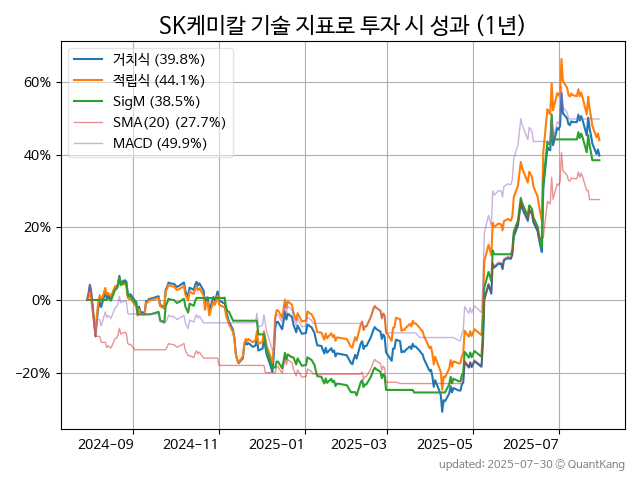 SK케미칼 기술 지표로 투자 시 성과 (1년)
거치식 (39.8%)
적립식 (44.1%)
SigM (38.5%)
SMA(20) (27.7%)
MACD (49.9%)
60%
40%
20%
0%
−20%
2024-09 2024-11 2025-01 2025-03 2025-05 2025-07
updated: 2025-07-30 © QuantKang